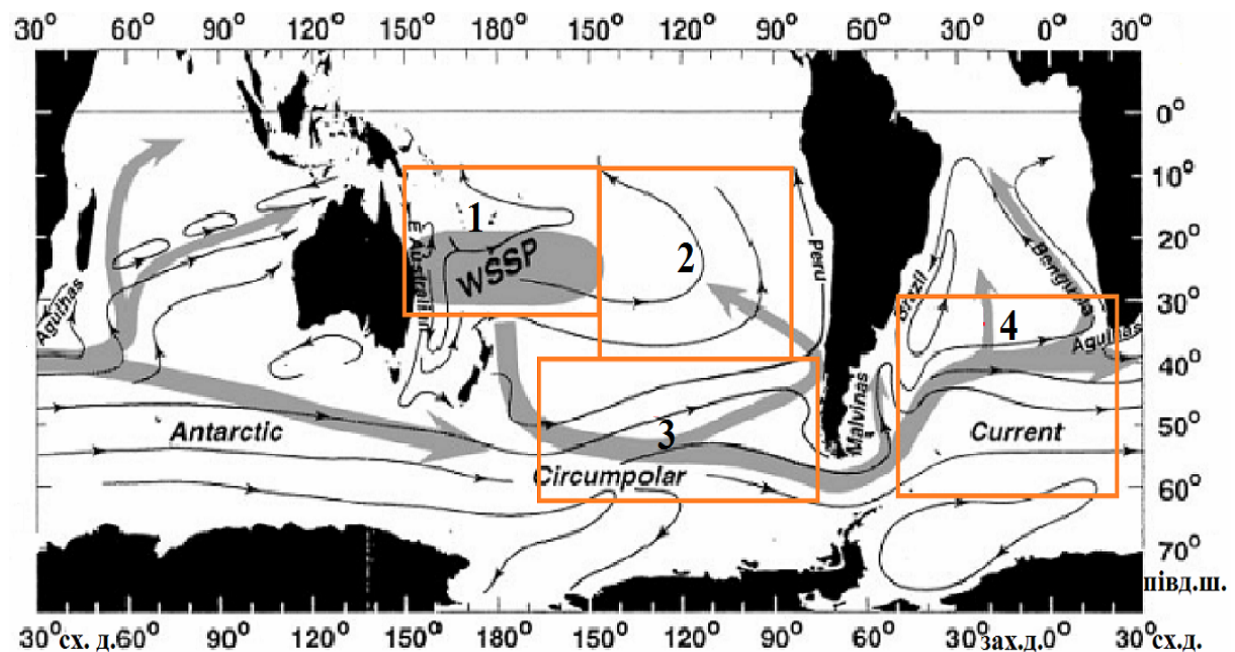 30° 60° 90° 120° 150° 180° 150° 120° 90° 60° 30° 0° 30°
0°
10°
20°
30°
40°
50°
60°
70°
півд.ш.
1
2
3
4
WSSP
E Australian
Agulhas
Peru
Brazil
Benguela
Agulhas
Malvinas
Antarctic
Circumpolar
Current
30° сх. д. 60° 90° 120° 150° 180° 150° 120° 90° 60° 30° зах.д. 0° 30° сх.д.